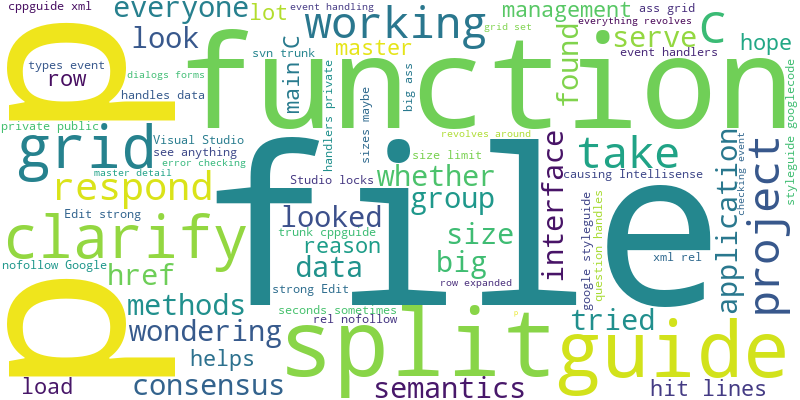 cppguide xml
everyone
lot
event handling
working
management
ass grid
everything revolves
grid set
C
serve
look
svn trunk
master
function
found
event handlers
hope
types event
row
dialogs forms
handles data
main C
big ass
handlers private
sizes maybe
private public
grid
Visual Studio
see anything
error checking
master detail
revolves around
size limit
take
styleguide googlecode
p p
respond
Studio locks
whether
group
interface
causing Intellisense
application
checking event
project
Edit strong
clarify
file
looked
trunk cppguide
reason
data
size
big
google styleguide
question handles
xml rel
nofollow Google
href
strong Edit
row expanded
methods
seconds sometimes
rel nofollow
p
tried
wondering
split
guide
helps
load
consensus
semantics
hit lines